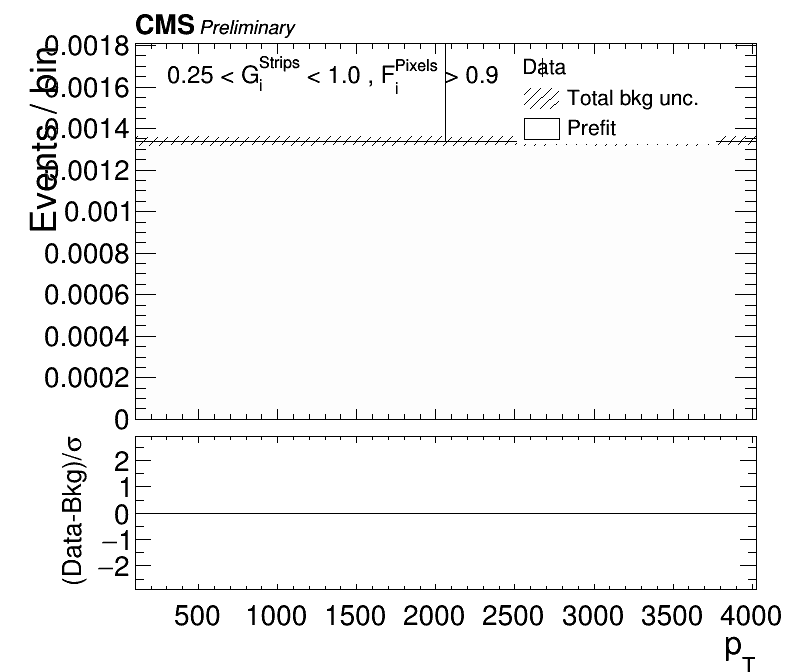 CMS Preliminary
Events / bin
0.0018
0.0016
0.0014
0.0012
0.001
0.0008
0.0006
0.0004
0.0002
0
0.25 < G_i^Strips < 1.0 , F_i^Pixels > 0.9
Data
Total bkg unc.
Prefit
(Data-Bkg)/σ
2
1
0
−1
−2
500 1000 1500 2000 2500 3000 3500 4000
p_T